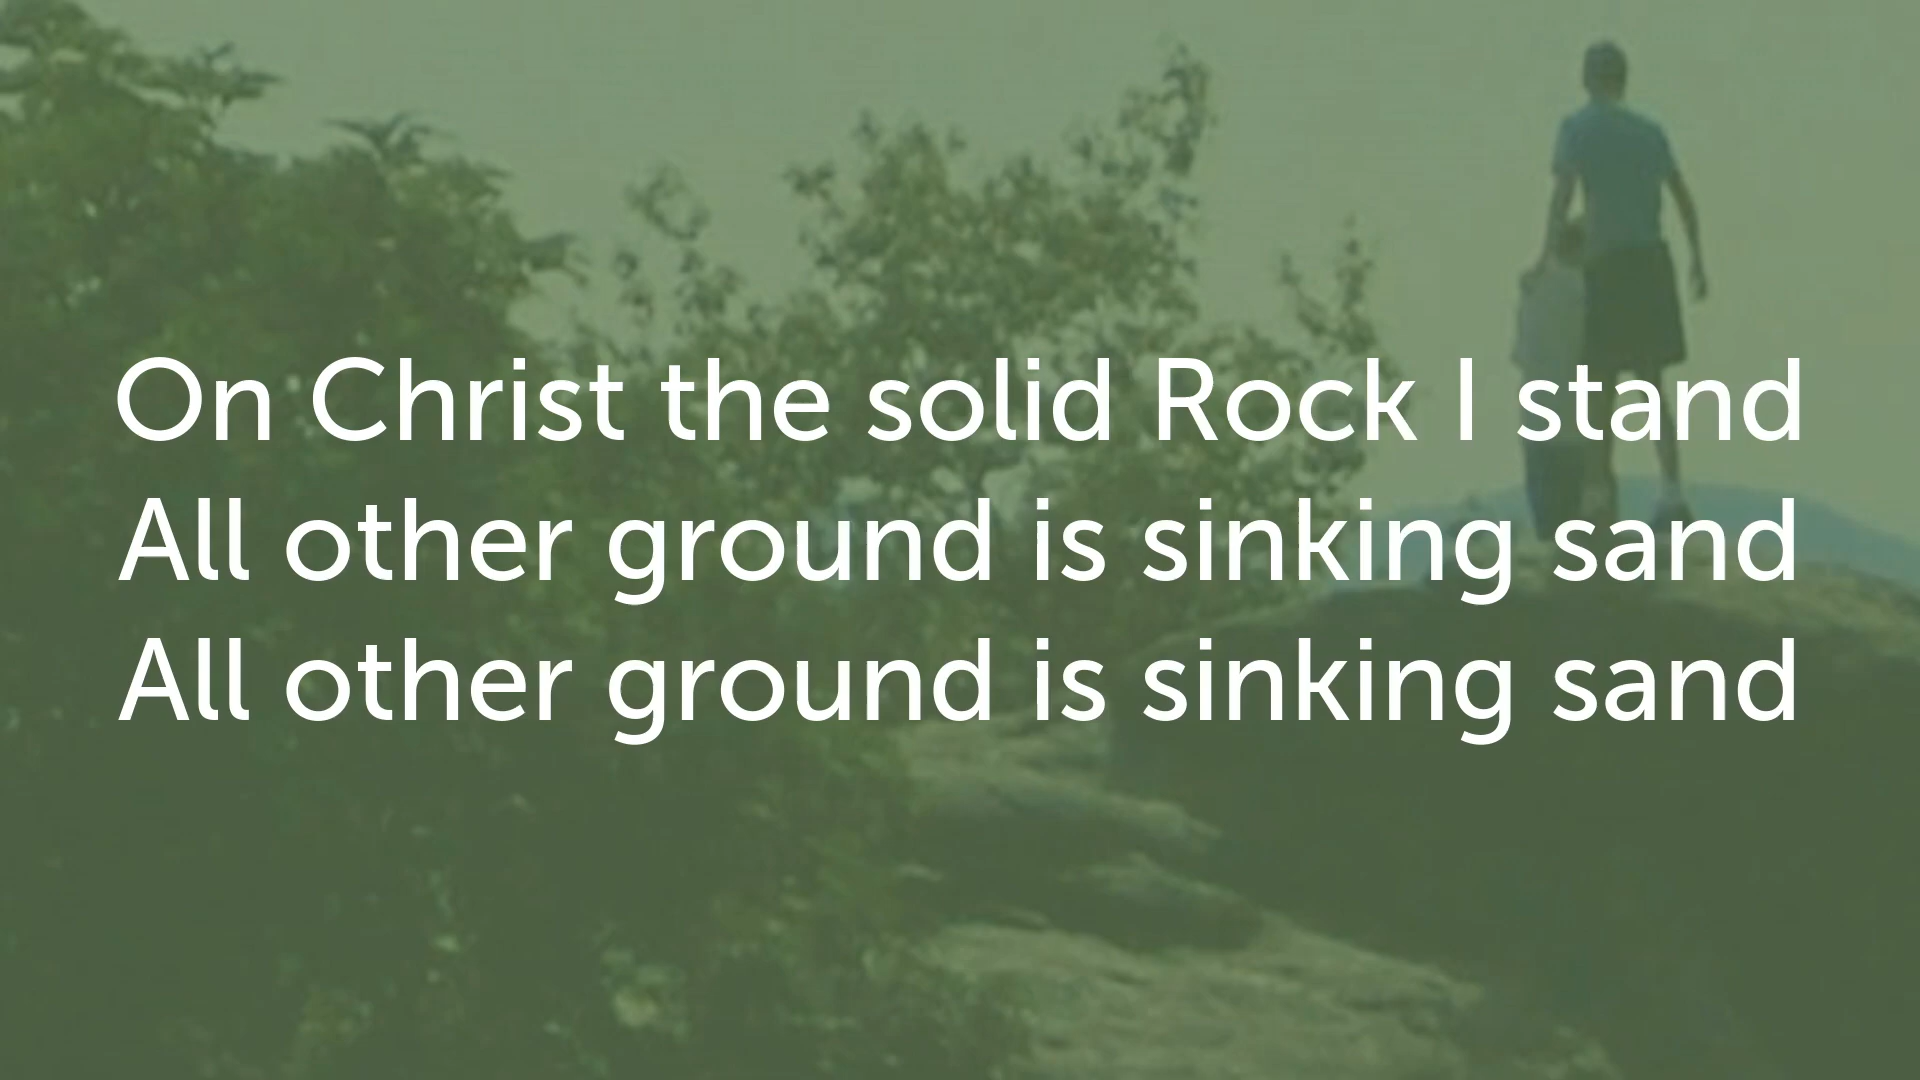 On Christ the solid Rock I stand
All other ground is sinking sand
All other ground is sinking sand